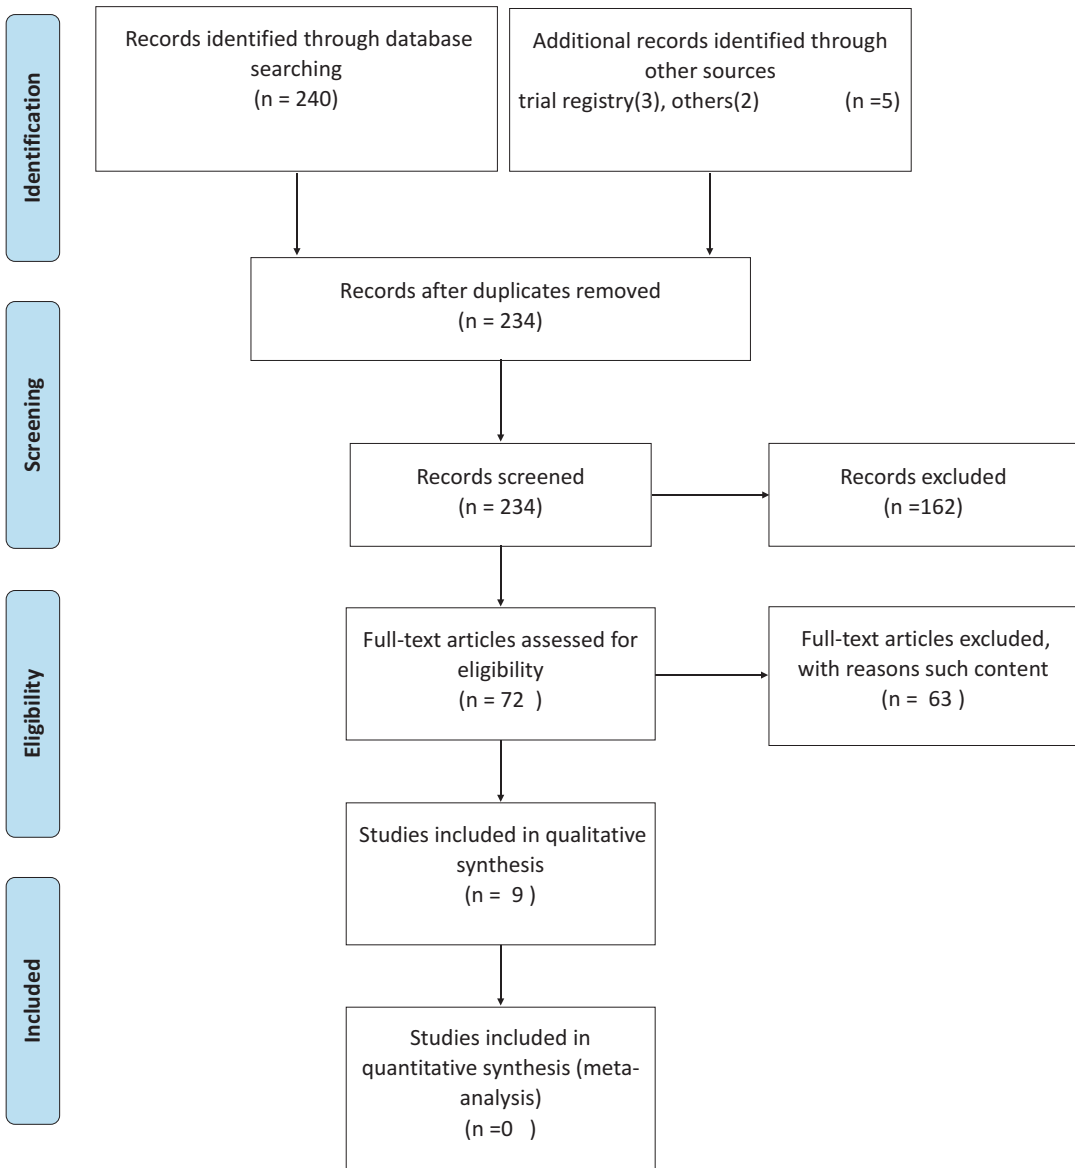 Identification
Records identified through database
searching
(n = 240)
Additional records identified through
other sources
trial registry(3), others(2) (n =5)
Records after duplicates removed
(n = 234)
Screening
Records screened
(n = 234)
Records excluded
(n =162)
Eligibility
Full-text articles assessed for
eligibility
(n = 72 )
Full-text articles excluded,
with reasons such content
(n = 63 )
Studies included in qualitative
synthesis
(n = 9 )
Included
Studies included in
quantitative synthesis (meta-
analysis)
(n =0 )